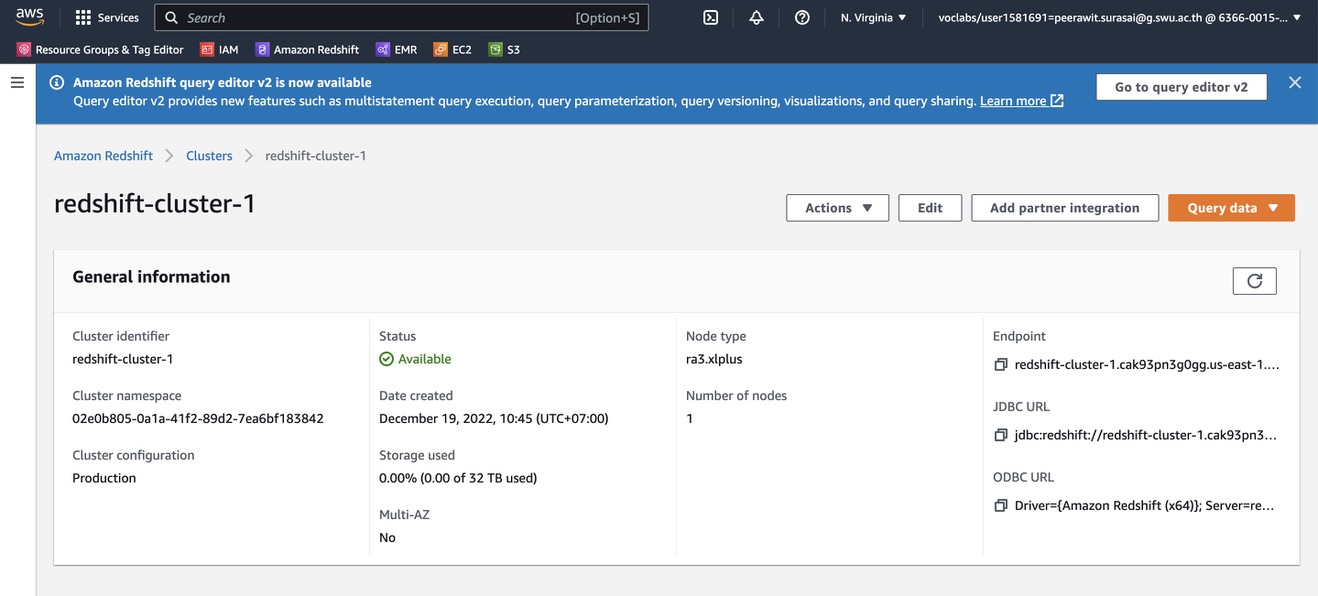 aws
Services
Search
[Option+S]
N. Virginia
voclabs/user1581691=peerawit.surasai@g.swu.ac.th @ 6366-0015-...
Resource Groups & Tag Editor
IAM
Amazon Redshift
EMR
EC2
S3
Amazon Redshift query editor v2 is now available
Query editor v2 provides new features such as multistatement query execution, query parameterization, query versioning, visualizations, and query sharing. Learn more
Go to query editor v2
Amazon Redshift
Clusters
redshift-cluster-1
redshift-cluster-1
Actions
Edit
Add partner integration
Query data
General information
Cluster identifier
redshift-cluster-1
Cluster namespace
02e0b805-0a1a-41f2-89d2-7ea6bf183842
Cluster configuration
Production
Status
Available
Date created
December 19, 2022, 10:45 (UTC+07:00)
Storage used
0.00% (0.00 of 32 TB used)
Multi-AZ
No
Node type
ra3.xlplus
Number of nodes
1
Endpoint
redshift-cluster-1.cak93pn3g0gg.us-east-1....
JDBC URL
jdbc:redshift://redshift-cluster-1.cak93pn3...
ODBC URL
Driver={Amazon Redshift (x64)}; Server=re...